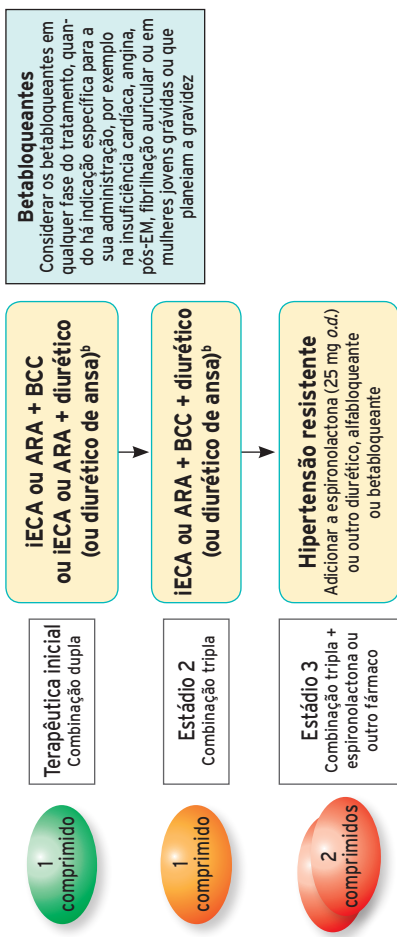 1
comprimido
Terapêutica inicial
Combinação dupla
iECA ou ARA + BCC
ou iECA ou ARA + diurético
(ou diurético de ansa)ᵇ
1
comprimido
Estádio 2
Combinação tripla
iECA ou ARA + BCC + diurético
(ou diurético de ansa)ᵇ
2
comprimidos
Estádio 3
Combinação tripla +
espironolactona ou
outro fármaco
Hipertensão resistente
Adicionar a espironolactona (25 mg o.d.)
ou outro diurético, alfabloqueante
ou betabloqueante
Betabloqueantes
Considerar os betabloqueantes em
qualquer fase do tratamento, quan-
do há indicação específica para a
sua administração, por exemplo
na insuficiência cardíaca, angina,
pós-EM, fibrilhação auricular ou em
mulheres jovens grávidas ou que
planeiam a gravidez